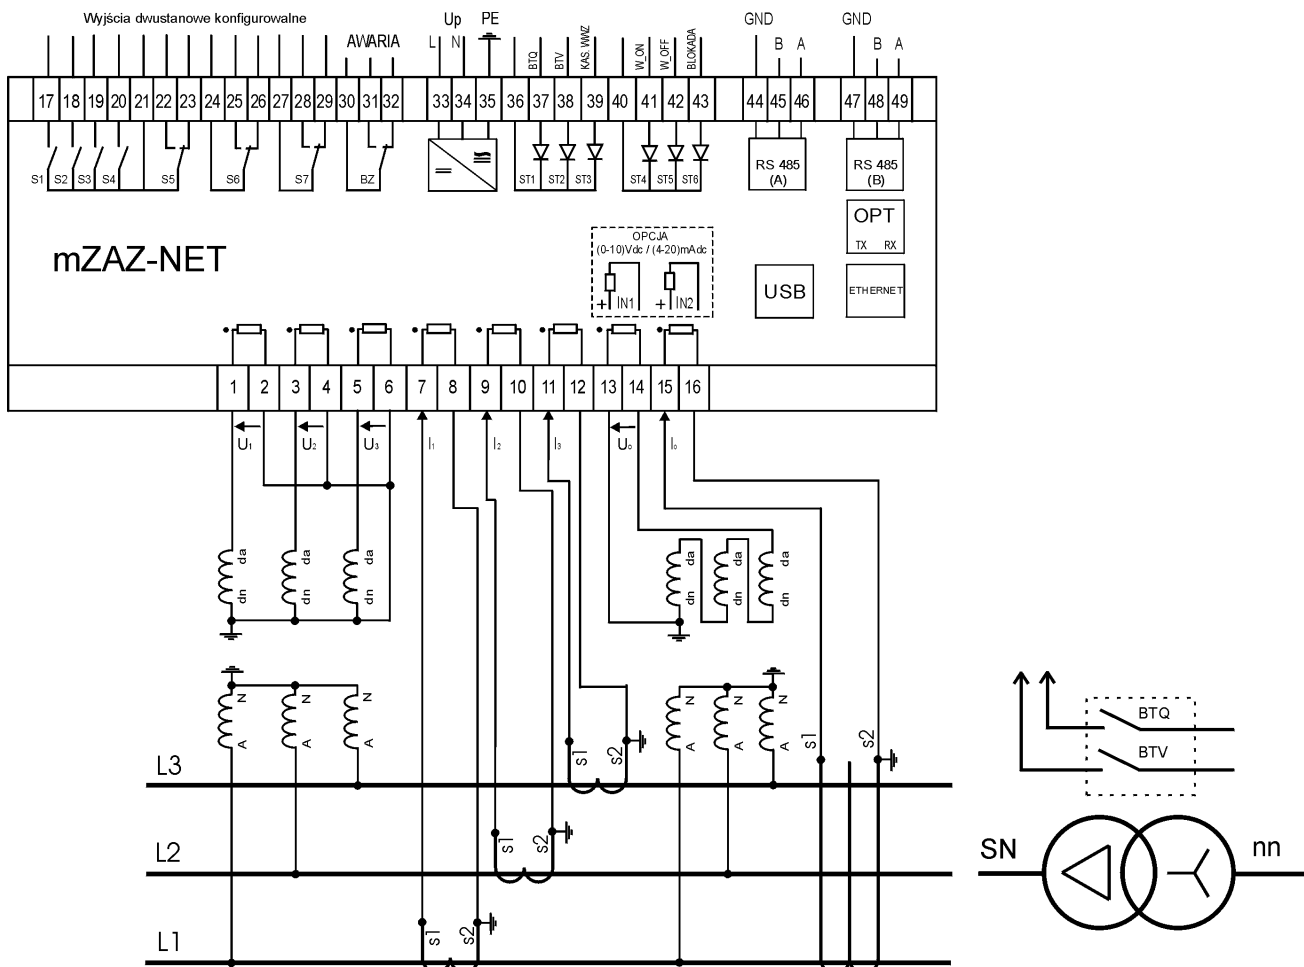 Wyjścia dwustanowe konfigurowalne
AWARIA
Up
PE
L
N
BTQ
BTV
KAS. WWZ
W_ON
W_OFF
BLOKADA
GND
B
A
GND
B
A
17 18 19 20 21 22 23 24 25 26 27 28 29 30 31 32 33 34 35 36 37 38 39 40 41 42 43 44 45 46 47 48 49
S1 S2 S3 S4 S5 S6 S7 BZ
ST1 ST2 ST3 ST4 ST5 ST6
RS 485
(A)
RS 485
(B)
OPT
TX RX
mZAZ-NET
OPCJA
(0-10)Vdc / (4-20)mAdc
+ IN1
+ IN2
USB
ETHERNET
1 2 3 4 5 6 7 8 9 10 11 12 13 14 15 16
U₁ U₂ U₃ I₁ I₂ I₃ U₀ I₀
da da da da da da
dn dn dn dn dn dn
N N N N N N
A A A A A A
s1 s2
s1 s2
L3
s1 s2
L2
s1 s2
L1
BTQ
BTV
SN
nn